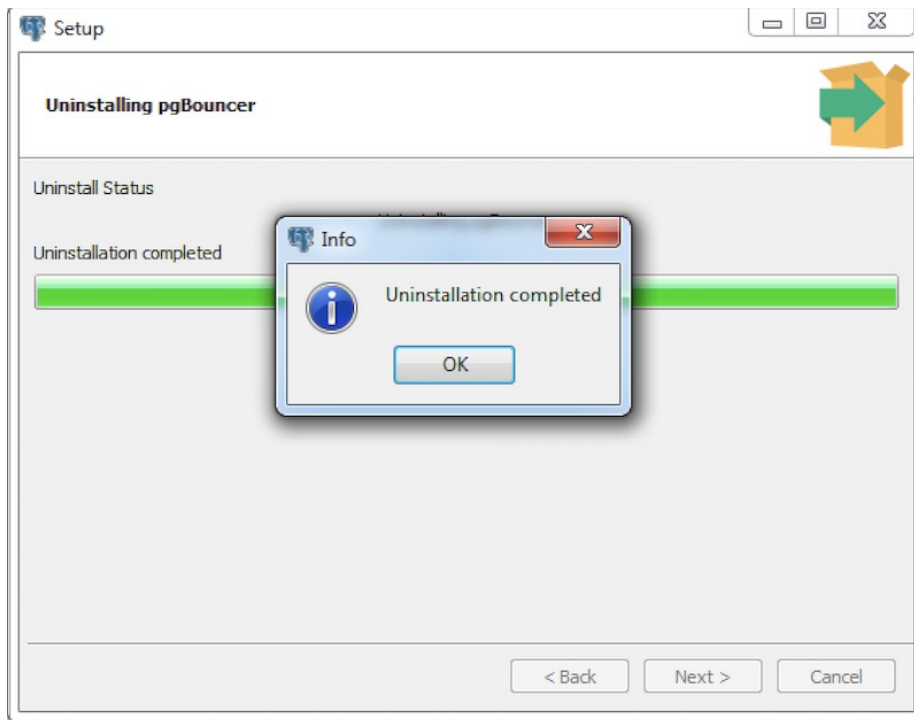 Setup
Uninstalling pgBouncer
Uninstall Status
Uninstallation completed
Info
Uninstallation completed
OK
< Back
Next >
Cancel